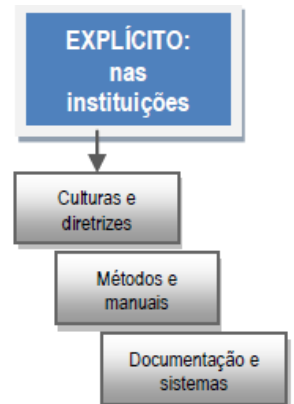 EXPLÍCITO:
nas
instituições
Culturas e
diretrizes
Métodos e
manuais
Documentação e
sistemas